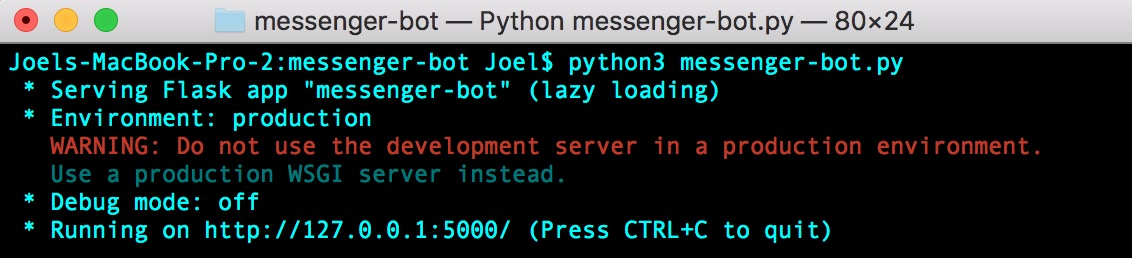 messenger-bot — Python messenger-bot.py — 80×24
Joels-MacBook-Pro-2:messenger-bot Joel$ python3 messenger-bot.py
* Serving Flask app "messenger-bot" (lazy loading)
* Environment: production
WARNING: Do not use the development server in a production environment.
Use a production WSGI server instead.
* Debug mode: off
* Running on http://127.0.0.1:5000/ (Press CTRL+C to quit)